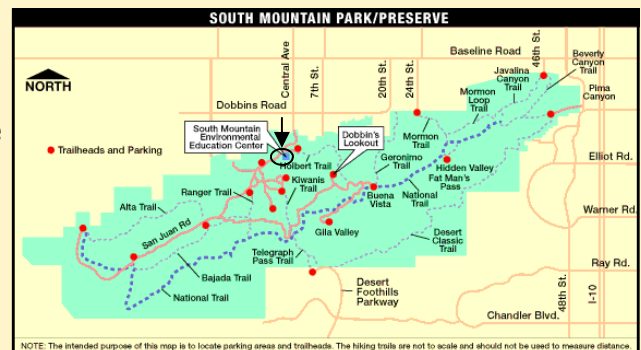 SOUTH MOUNTAIN PARK/PRESERVE
NORTH
Baseline Road
Central Ave
7th St.
20th St.
24th St.
46th St.
Beverly
Canyon
Trail
Javalina
Canyon
Trail
Pima
Canyon
Mormon
Loop
Trail
Dobbins Road
South Mountain
Environmental
Education Center
Dobbin's
Lookout
Mormon
Trail
Trailheads and Parking
Holbert Trail
Geronimo
Trail
Elliot Rd.
Hidden Valley
Fat Man's
Pass
Kiwanis
Trail
Ranger Trail
National
Trail
Buena
Vista
Alta Trail
Warner Rd.
San Juan Rd
Gila Valley
Desert
Classic
Trail
Telegraph
Pass Trail
Ray Rd.
Bajada Trail
National Trail
Desert
Foothills
Parkway
48th St.
I-10
Chandler Blvd.
NOTE: The intended purpose of this map is to locate parking areas and trailheads. The hiking trails are not to scale and should not be used to measure distance.